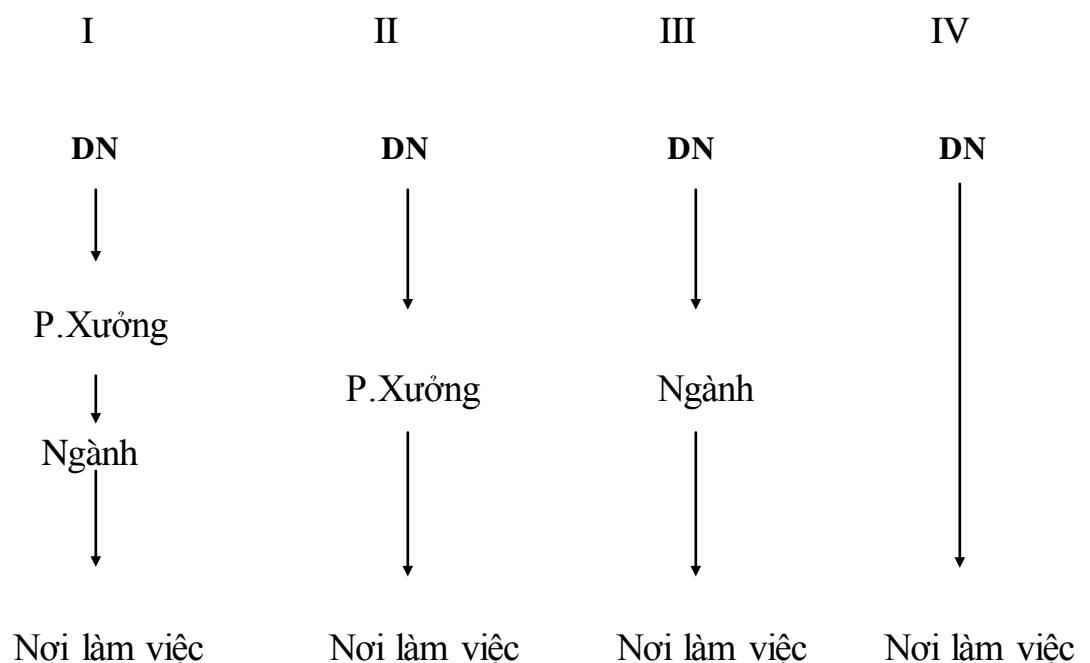 I II III IV
DN DN DN DN
P.Xưởng
P.Xưởng Ngành
Ngành
Nơi làm việc Nơi làm việc Nơi làm việc Nơi làm việc